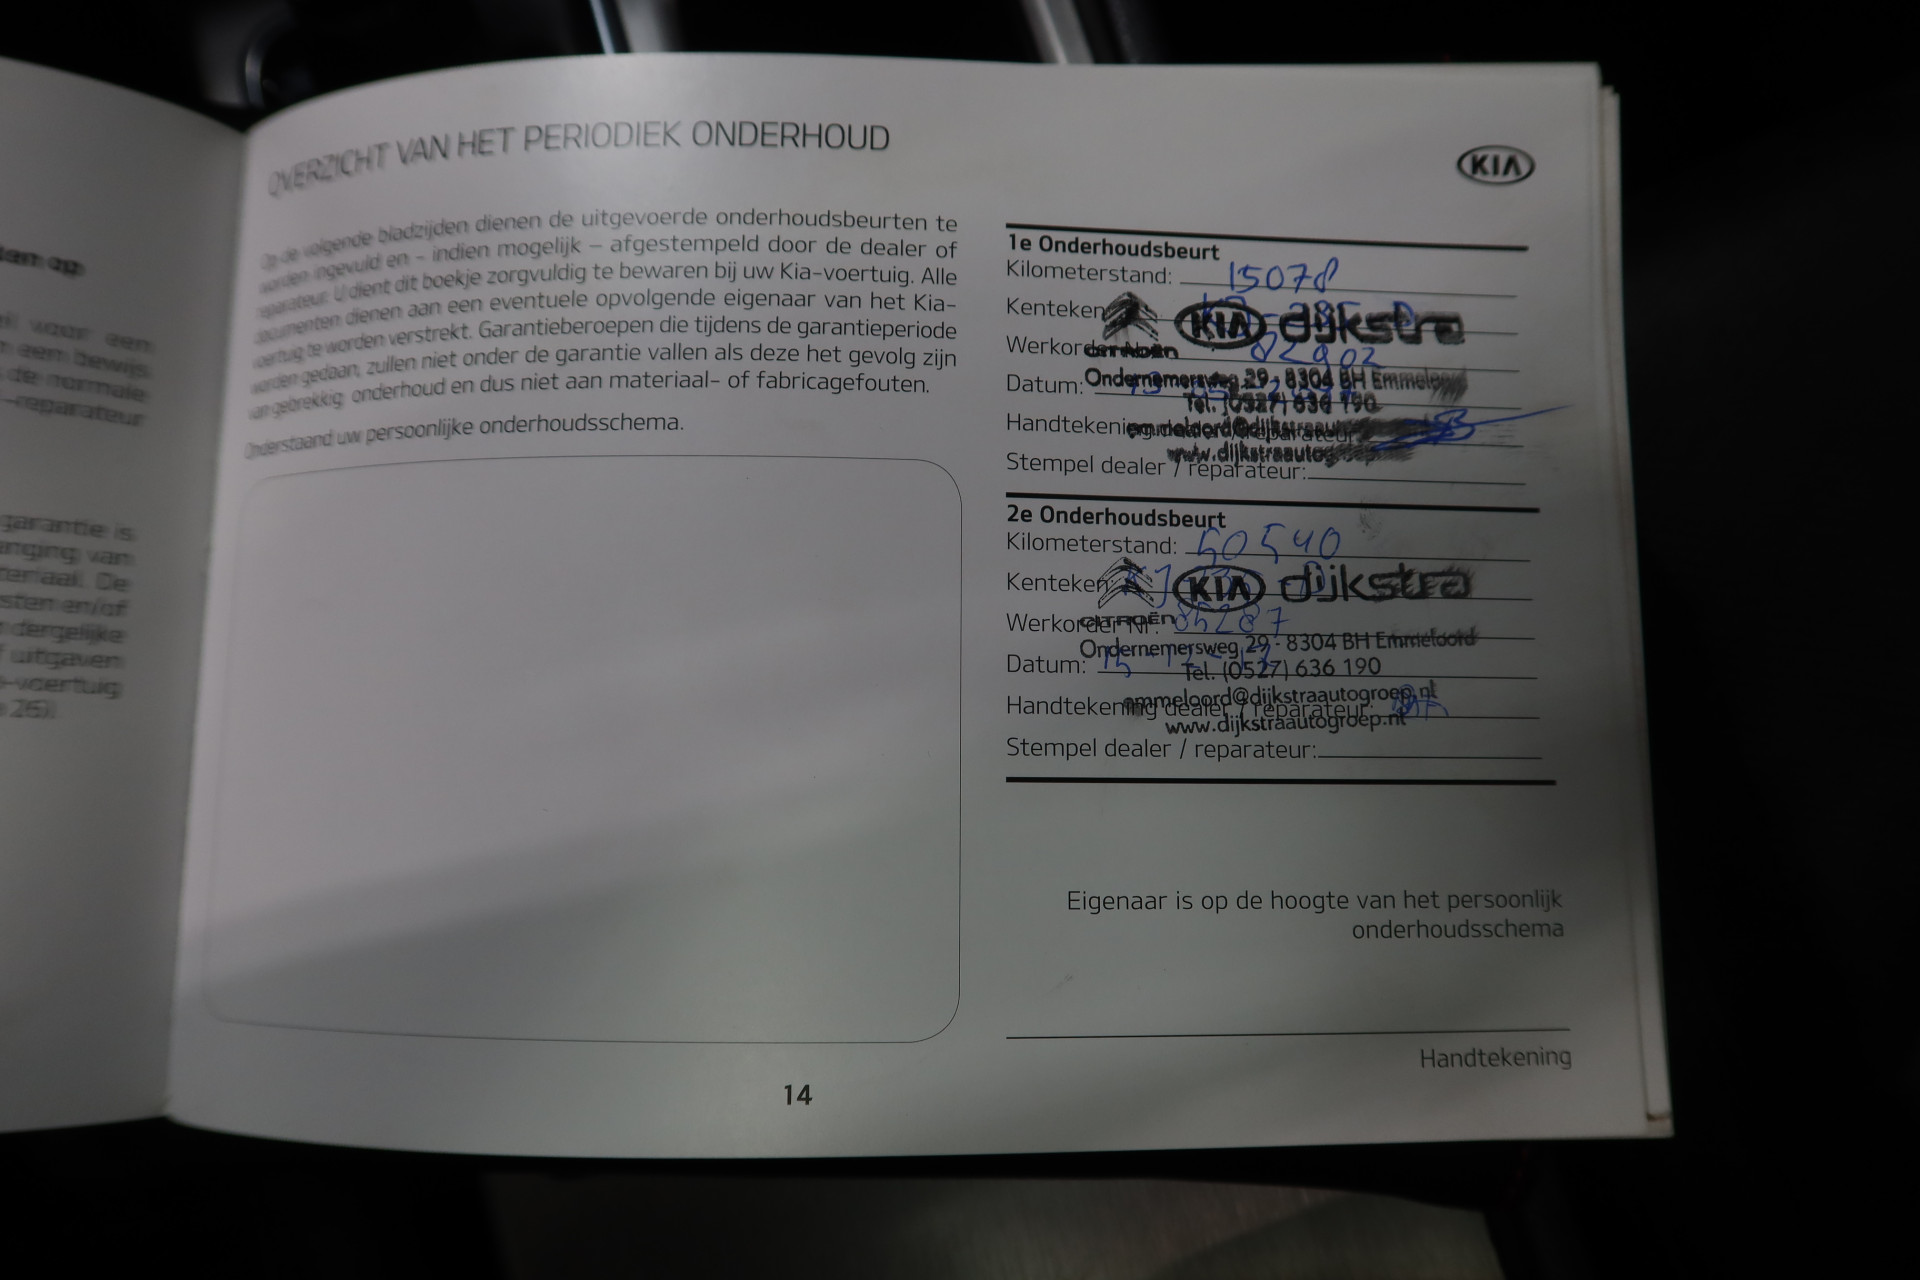 OVERZICHT VAN HET PERIODIEK ONDERHOUD
KIA
Op de volgende bladzijden dienen de uitgevoerde onderhoudsbeurten te
worden ingevuld en – indien mogelijk – afgestempeld door de dealer of
reparateur. U dient dit boekje zorgvuldig te bewaren bij uw Kia-voertuig. Alle
documenten dienen aan een eventuele opvolgende eigenaar van het Kia-
voertuig te worden verstrekt. Garantieberoepen die tijdens de garantieperiode
worden gedaan, zullen niet onder de garantie vallen als deze het gevolg zijn
van gebrekkig onderhoud en dus niet aan materiaal- of fabricagefouten.
Onderstaand uw persoonlijke onderhoudsschema.
14
1e Onderhoudsbeurt
Kilometerstand: 15078
Kenteken
KIA dijkstra
Werkorder 82902
CITROËN
Datum:
Ondernemersweg 29 - 8304 BH Emmeloord
Tel. (0527) 636 190
Handtekening
www.dijkstraautog
Stempel dealer / reparateur:
2e Onderhoudsbeurt
Kilometerstand: 50540
Kenteken:
KIA dijkstra
CITROËN
Werkorder Nr.: 85287
Ondernemersweg 29 - 8304 BH Emmeloord
Datum:
Tel. (0527) 636 190
emmeloord@dijkstraautogroep.nl
Handtekening dealer / reparateur:
www.dijkstraautogroep.nl
Stempel dealer / reparateur:
Eigenaar is op de hoogte van het persoonlijk
onderhoudsschema
Handtekening